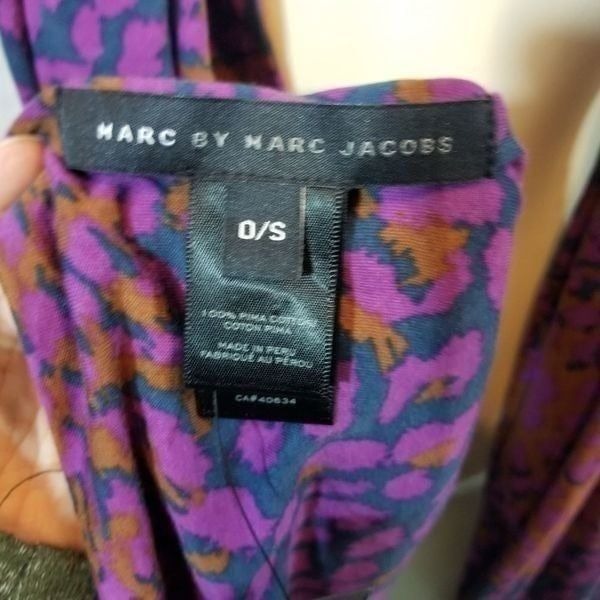 MARC BY MARC JACOBS
O/S
100% PIMA COTTON
COTON PIMA
MADE IN PERU
FABRIQUÉ AU PÉROU
CA#40634